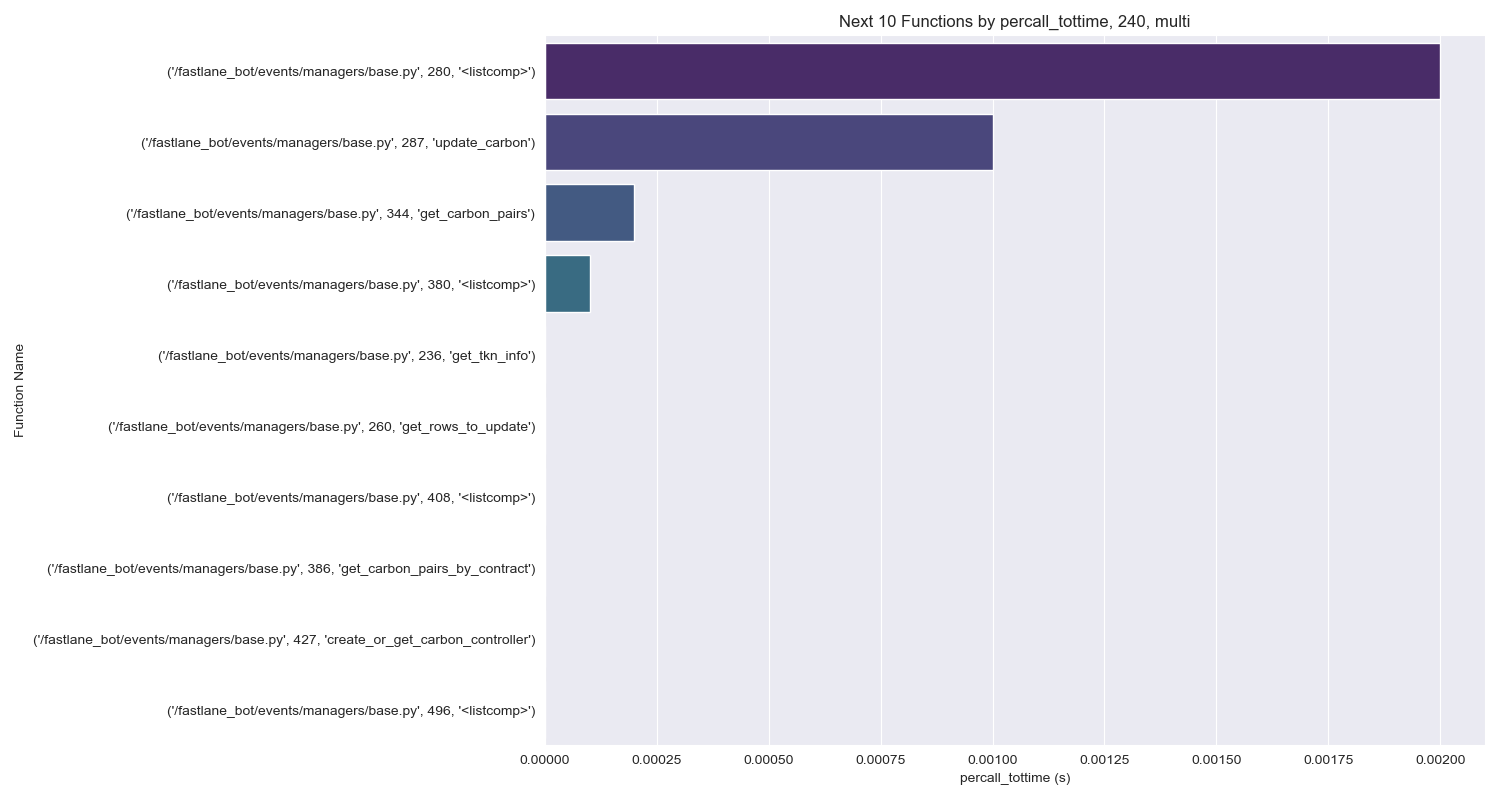 Next 10 Functions by percall_tottime, 240, multi
('/fastlane_bot/events/managers/base.py', 280, '<listcomp>')
('/fastlane_bot/events/managers/base.py', 287, 'update_carbon')
('/fastlane_bot/events/managers/base.py', 344, 'get_carbon_pairs')
('/fastlane_bot/events/managers/base.py', 380, '<listcomp>')
('/fastlane_bot/events/managers/base.py', 236, 'get_tkn_info')
('/fastlane_bot/events/managers/base.py', 260, 'get_rows_to_update')
('/fastlane_bot/events/managers/base.py', 408, '<listcomp>')
('/fastlane_bot/events/managers/base.py', 386, 'get_carbon_pairs_by_contract')
('/fastlane_bot/events/managers/base.py', 427, 'create_or_get_carbon_controller')
('/fastlane_bot/events/managers/base.py', 496, '<listcomp>')
Function Name
0.00000 0.00025 0.00050 0.00075 0.00100 0.00125 0.00150 0.00175 0.00200
percall_tottime (s)